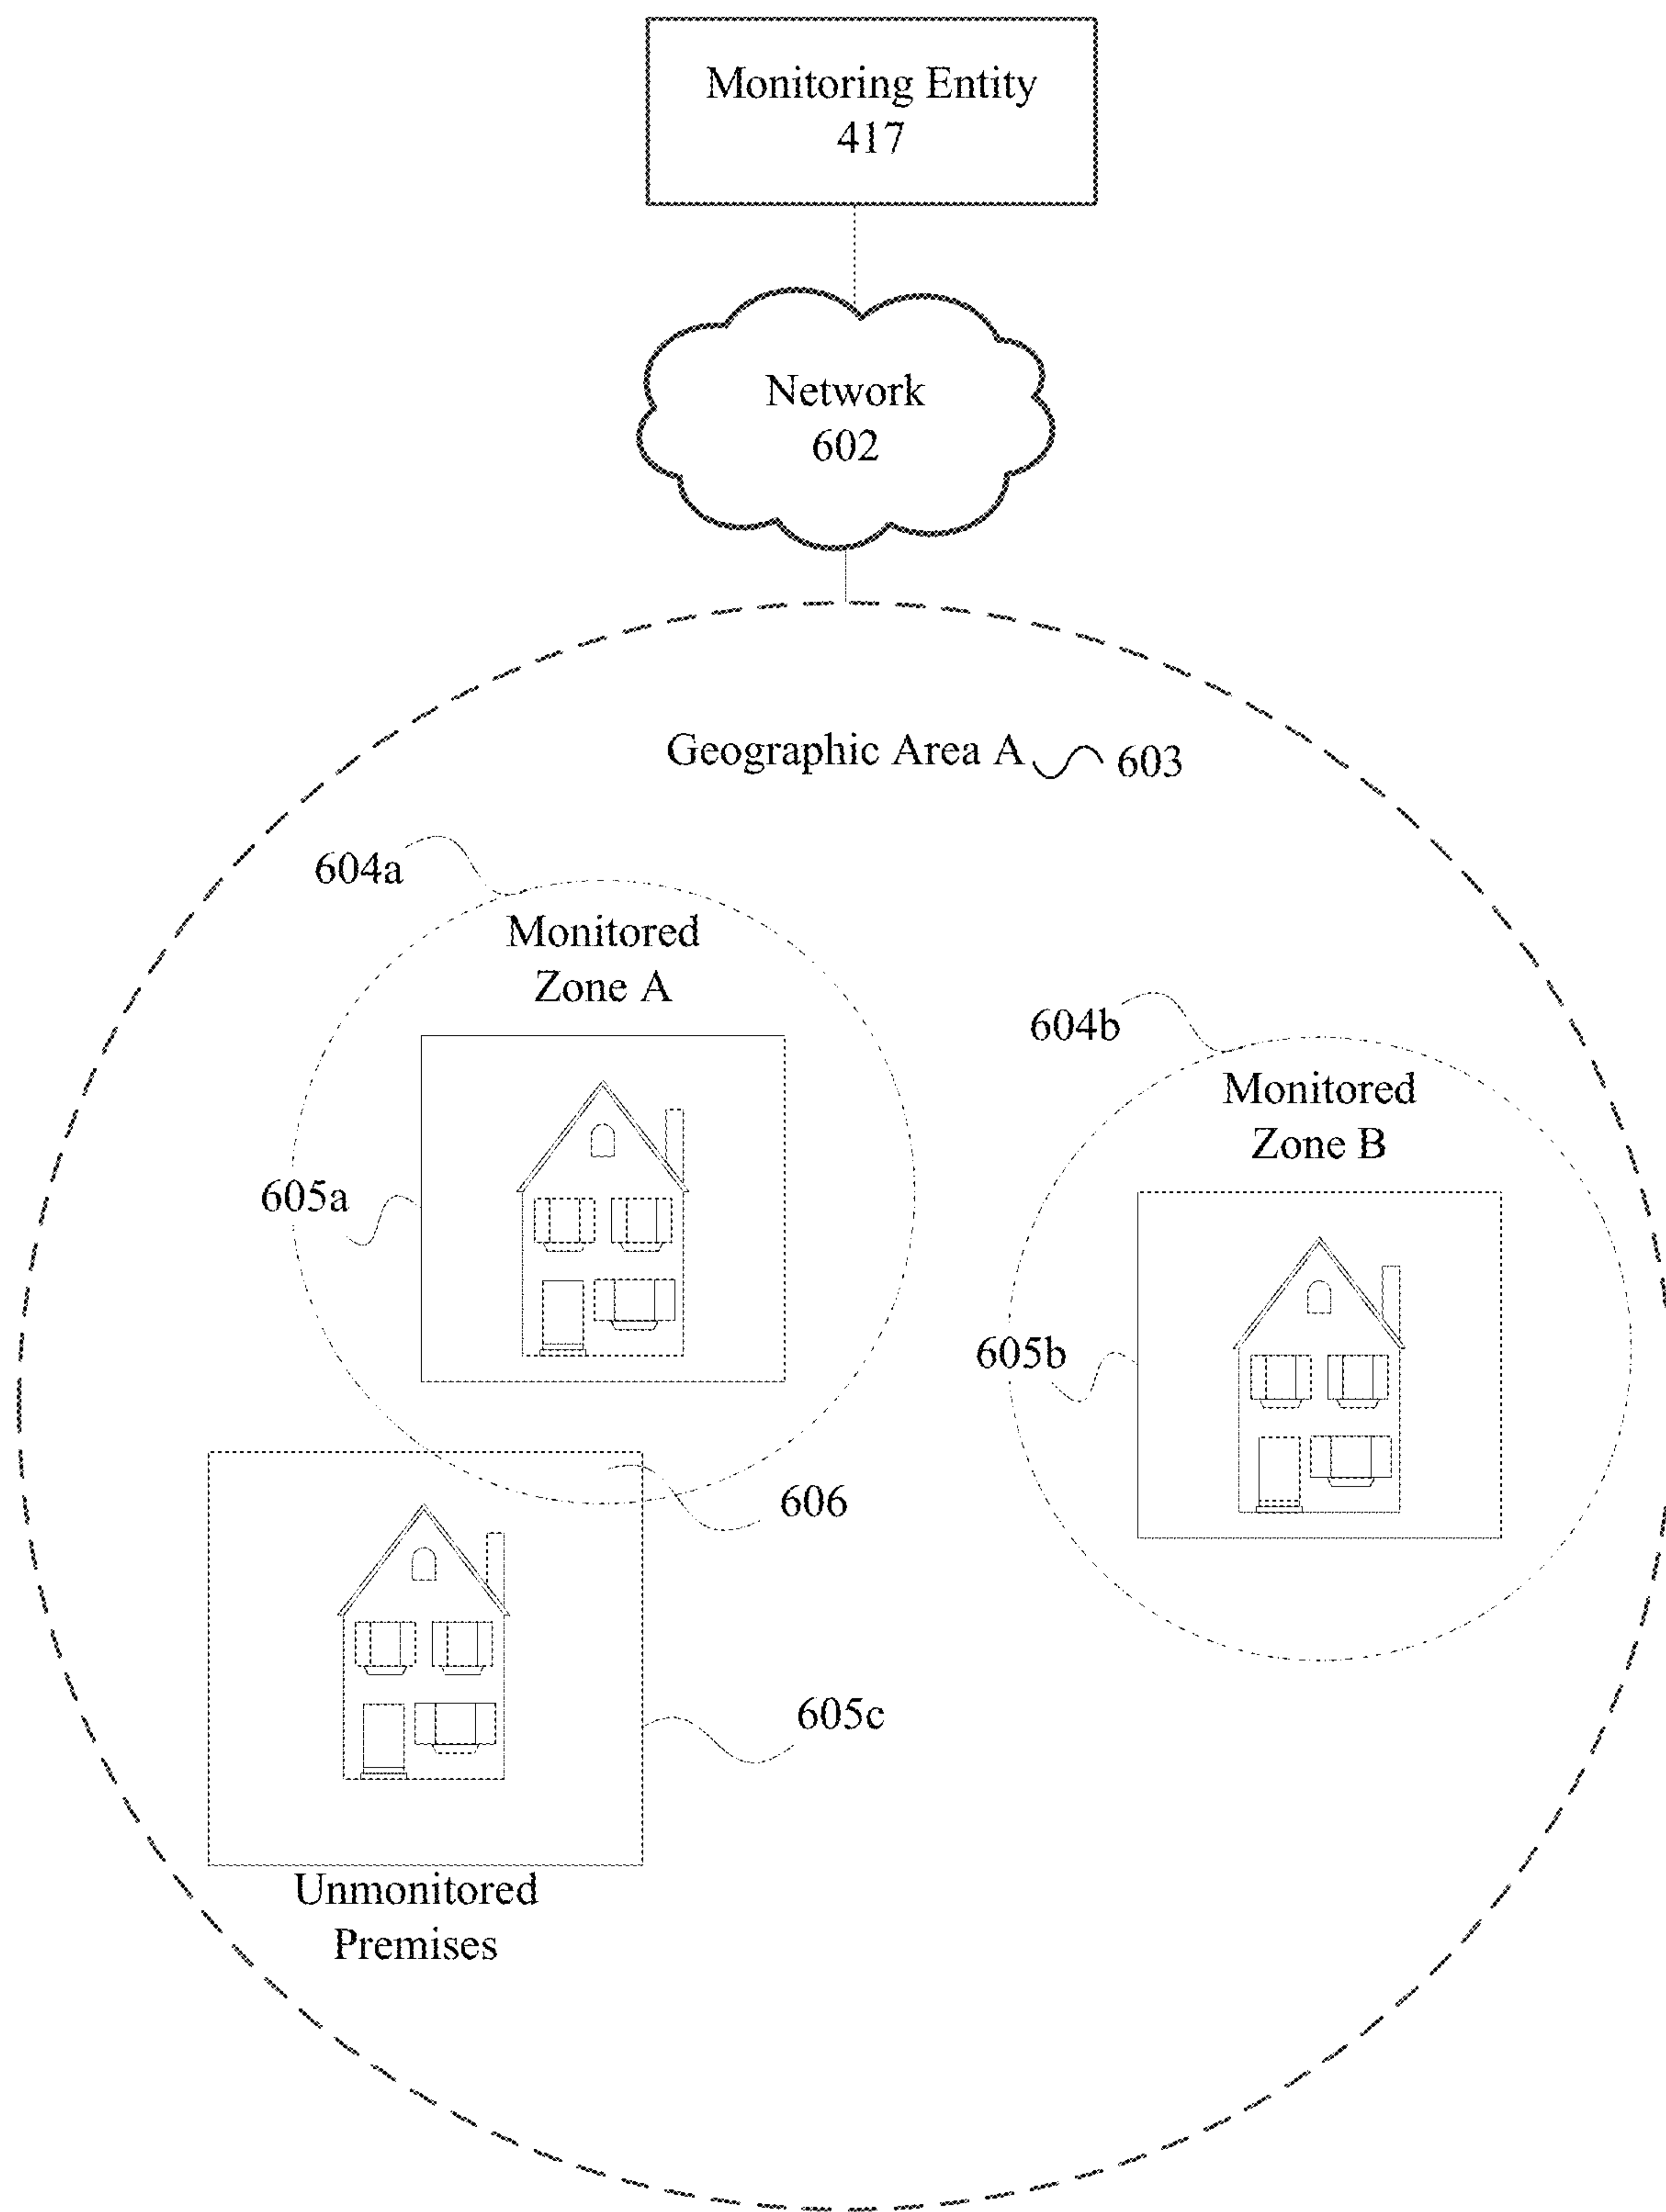 Monitoring Entity
417
Network
602
Geographic Area A
603
604a
Monitored
Zone A
604b
Monitored
Zone B
605a
605b
606
605c
Unmonitored
Premises